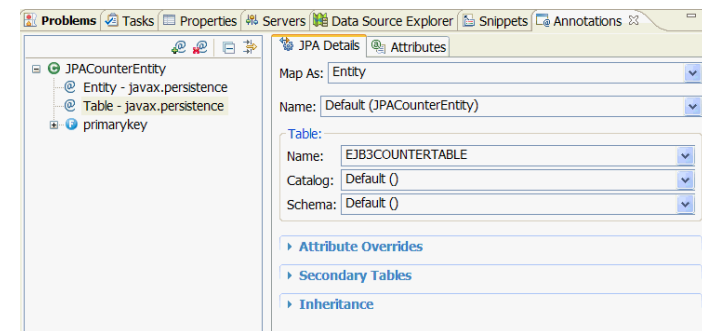 Problems Tasks Properties Servers Data Source Explorer Snippets Annotations
JPACounterEntity
Entity - javax.persistence
Table - javax.persistence
primarykey
JPA Details Attributes
Map As: Entity
Name: Default (JPACounterEntity)
Table:
Name: EJB3COUNTERTABLE
Catalog: Default ()
Schema: Default ()
Attribute Overrides
Secondary Tables
Inheritance